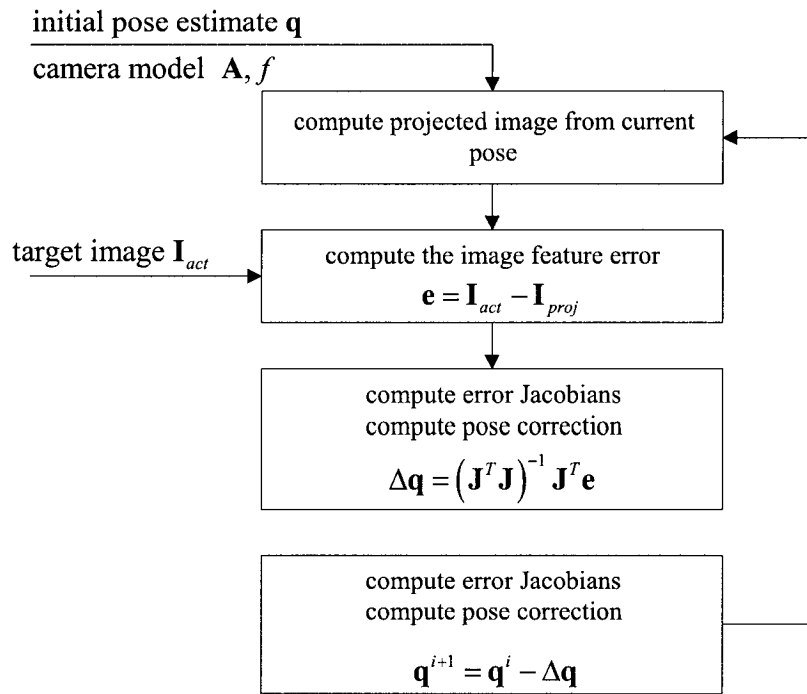 initial pose estimate q
camera model A, f
compute projected image from current
pose
target image I_act
compute the image feature error
e = I_act − I_proj
compute error Jacobians
compute pose correction
Δq = (J^T J)^−1 J^T e
compute error Jacobians
compute pose correction
q^i+1 = q^i − Δq